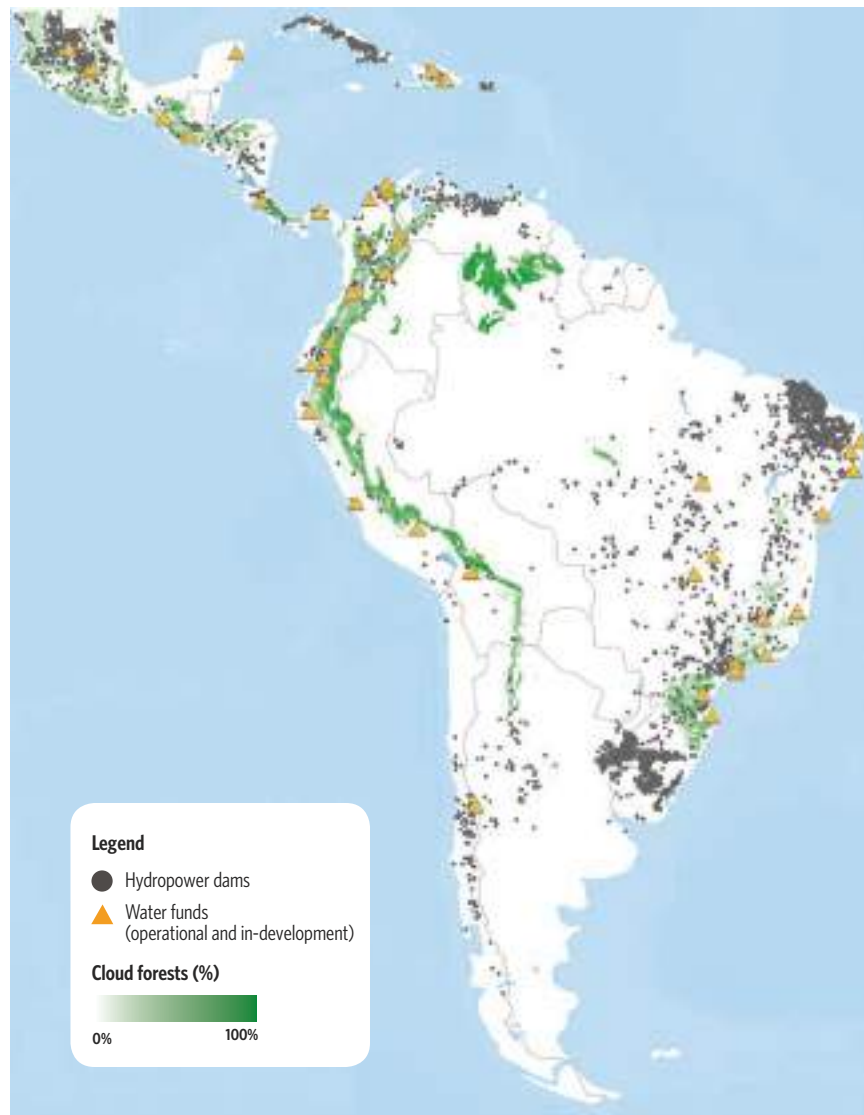 Legend
Hydropower dams
Water funds
(operational and in-development)
Cloud forests (%)
0% 100%